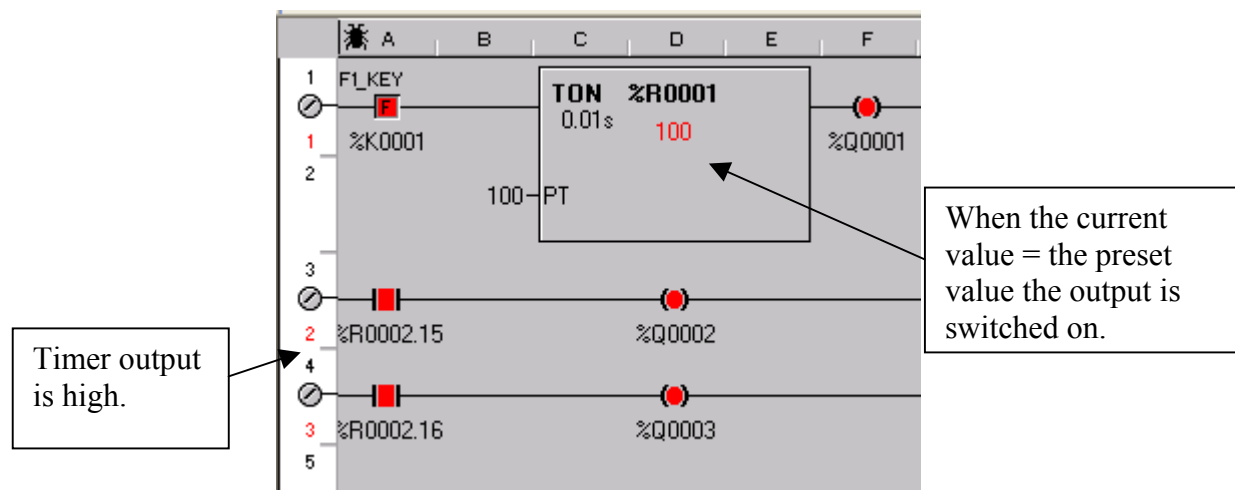 A B C D E F
1 F1_KEY
F
TON %R0001
0.01s 100
1 %K0001 %Q0001
2
100 PT
When the current
value = the preset
value the output is
switched on.
3
2 %R0002.15 %Q0002
Timer output
is high.
4
3 %R0002.16 %Q0003
5